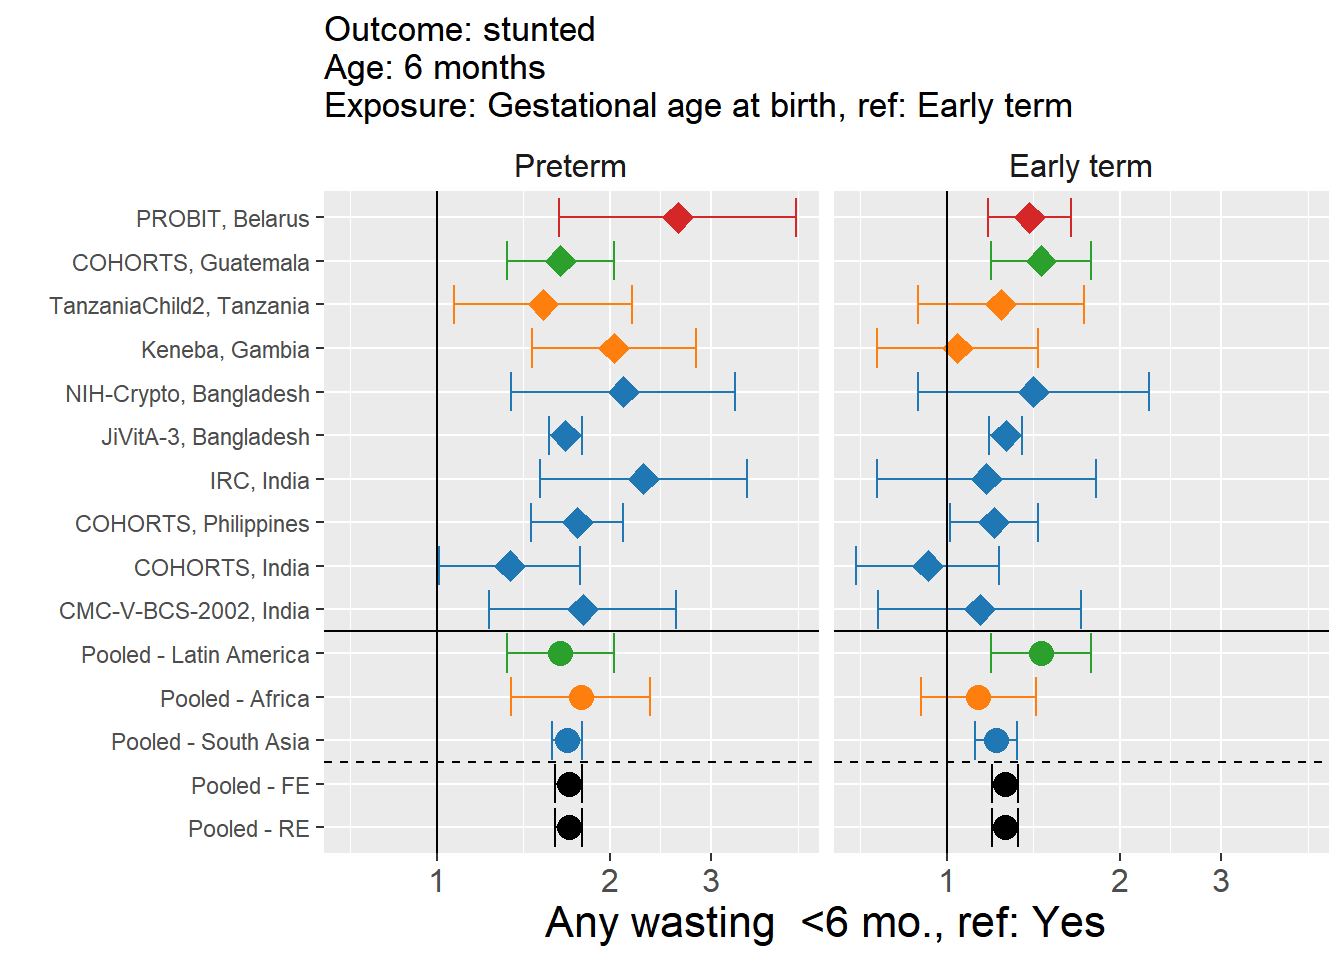 Outcome: stunted
Age: 6 months
Exposure: Gestational age at birth, ref: Early term
Preterm
Early term
PROBIT, Belarus
COHORTS, Guatemala
TanzaniaChild2, Tanzania
Keneba, Gambia
NIH-Crypto, Bangladesh
JiVitA-3, Bangladesh
IRC, India
COHORTS, Philippines
COHORTS, India
CMC-V-BCS-2002, India
Pooled - Latin America
Pooled - Africa
Pooled - South Asia
Pooled - FE
Pooled - RE
1 2 3
1 2 3
Any wasting  <6 mo., ref: Yes